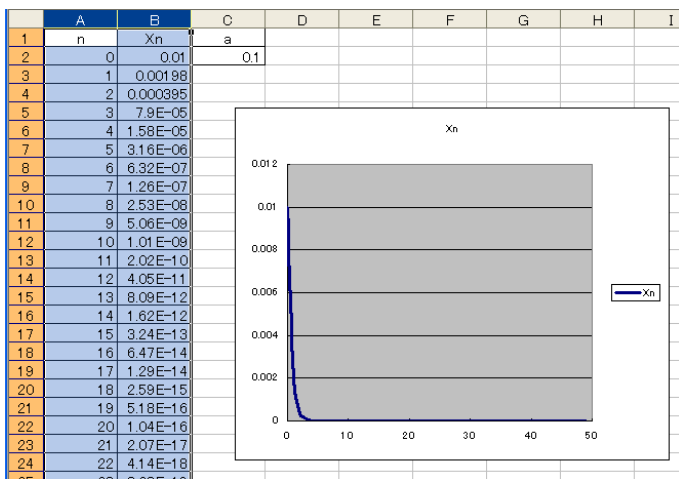 A B C D E F G H I
1 n Xn a
2 0 0.01 0.1
3 1 0.00198
4 2 0.000395
5 3 7.9E-05
6 4 1.58E-05
7 5 3.16E-06
8 6 6.32E-07
9 7 1.26E-07
10 8 2.53E-08
11 9 5.06E-09
12 10 1.01E-09
13 11 2.02E-10
14 12 4.05E-11
15 13 8.09E-12
16 14 1.62E-12
17 15 3.24E-13
18 16 6.47E-14
19 17 1.29E-14
20 18 2.59E-15
21 19 5.18E-16
22 20 1.04E-16
23 21 2.07E-17
24 22 4.14E-18
Xn
0.012
0.01
0.008
0.006
0.004
0.002
0
0 10 20 30 40 50
Xn